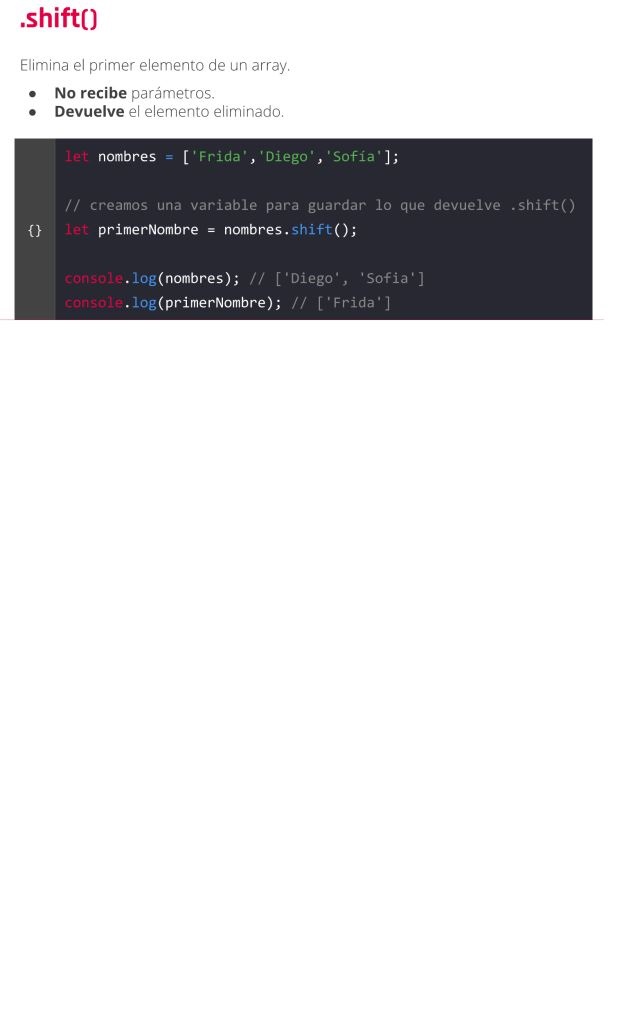 .shift()
Elimina el primer elemento de un array.
● No recibe parámetros.
● Devuelve el elemento eliminado.
let nombres = ['Frida','Diego','Sofía'];
// creamos una variable para guardar lo que devuelve .shift()
{} let primerNombre = nombres.shift();
console.log(nombres); // ['Diego', 'Sofia']
console.log(primerNombre); // ['Frida']